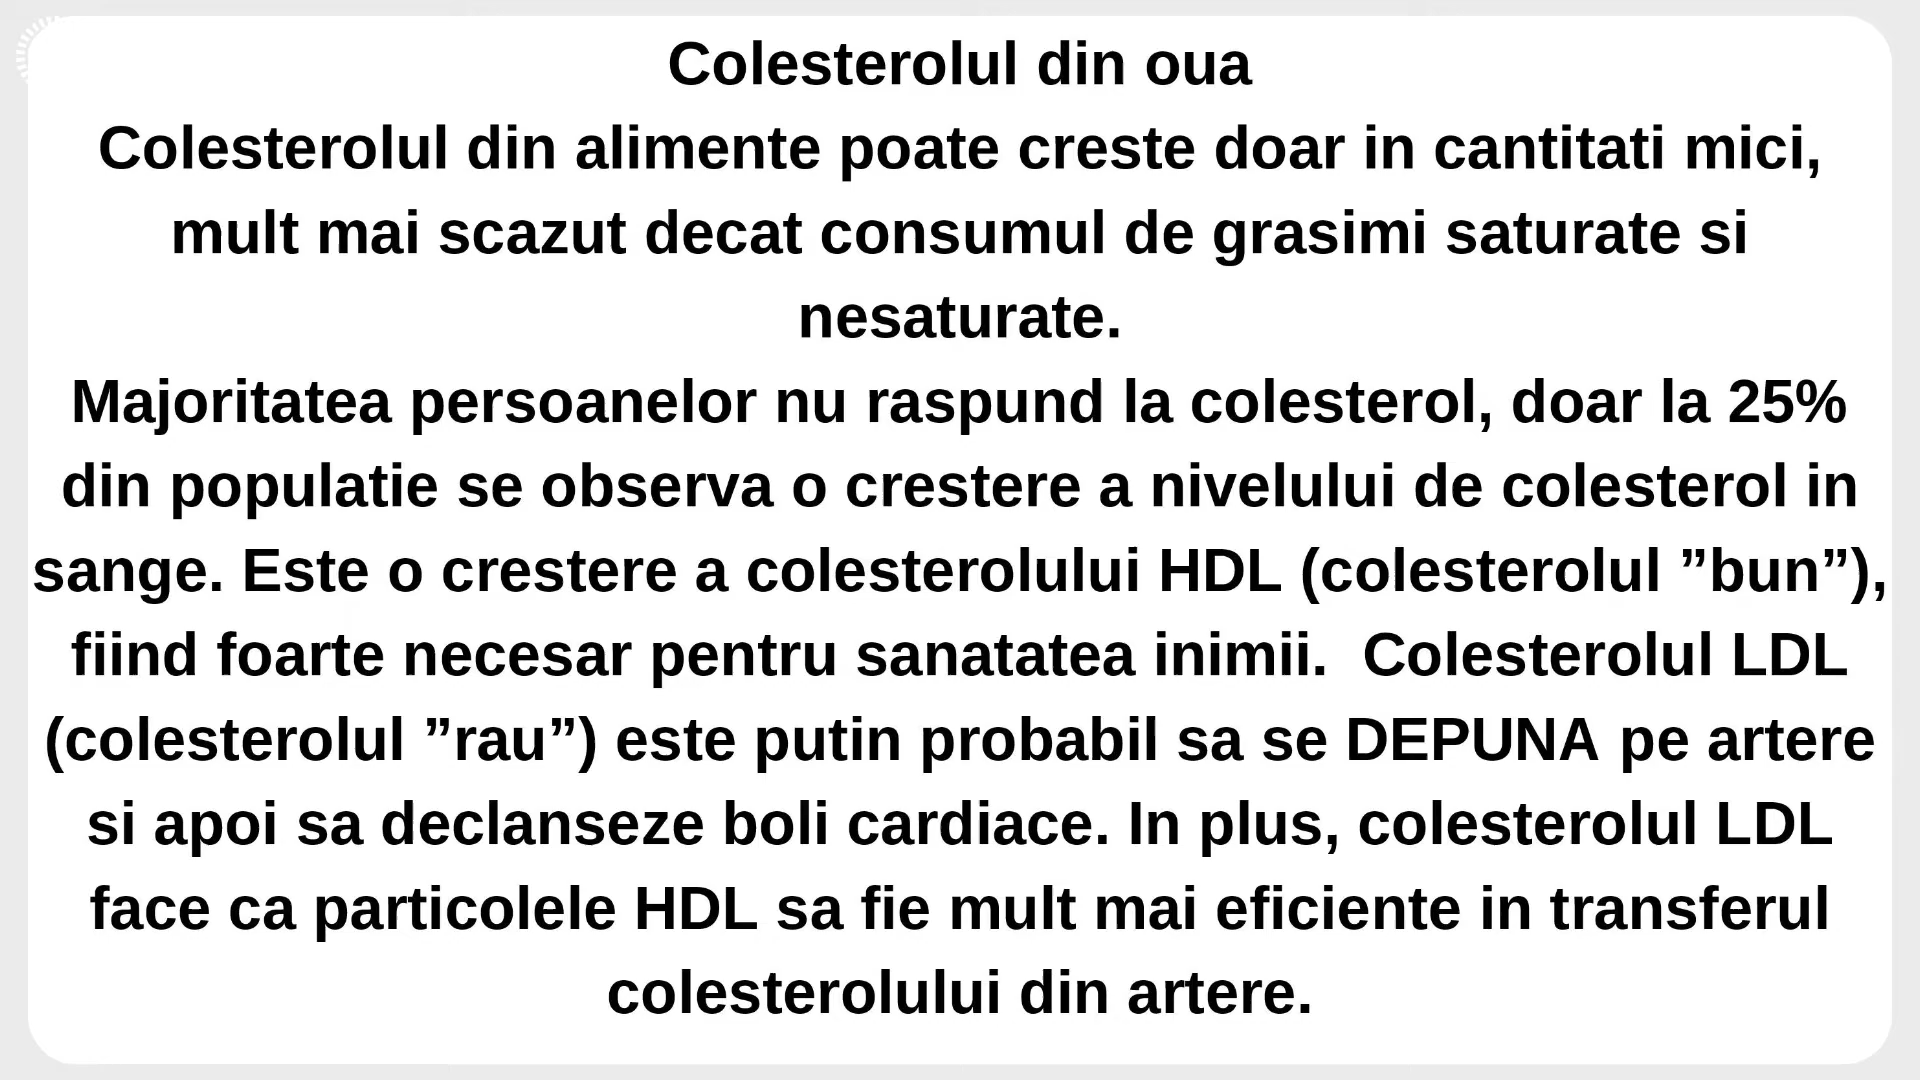 Colesterolul din oua
Colesterolul din alimente poate creste doar in cantitati mici,
mult mai scazut decat consumul de grasimi saturate si
nesaturate.
Majoritatea persoanelor nu raspund la colesterol, doar la 25%
din populatie se observa o crestere a nivelului de colesterol in
sange. Este o crestere a colesterolului HDL (colesterolul ”bun”),
fiind foarte necesar pentru sanatatea inimii.  Colesterolul LDL
(colesterolul ”rau”) este putin probabil sa se DEPUNA pe artere
si apoi sa declanseze boli cardiace. In plus, colesterolul LDL
face ca particolele HDL sa fie mult mai eficiente in transferul
colesterolului din artere.